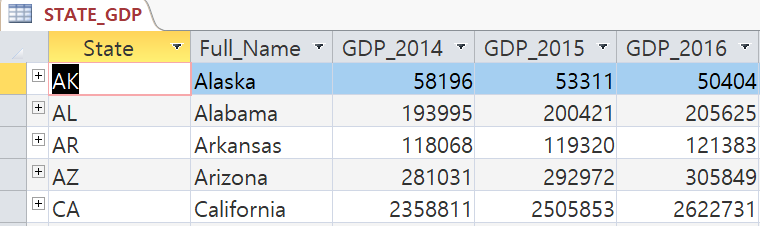 STATE_GDP
State Full_Name GDP_2014 GDP_2015 GDP_2016
AK Alaska 58196 53311 50404
AL Alabama 193995 200421 205625
AR Arkansas 118068 119320 121383
AZ Arizona 281031 292972 305849
CA California 2358811 2505853 2622731